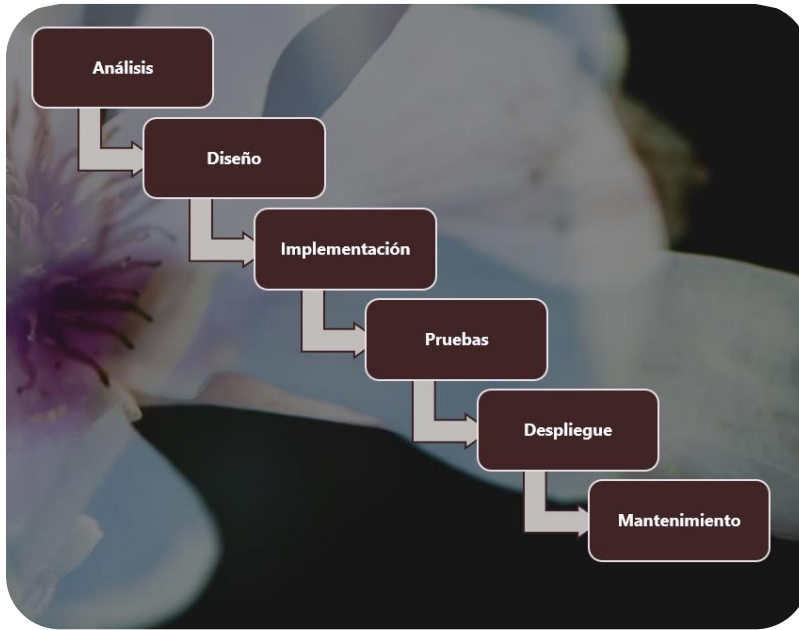 Análisis
Diseño
Implementación
Pruebas
Despliegue
Mantenimiento